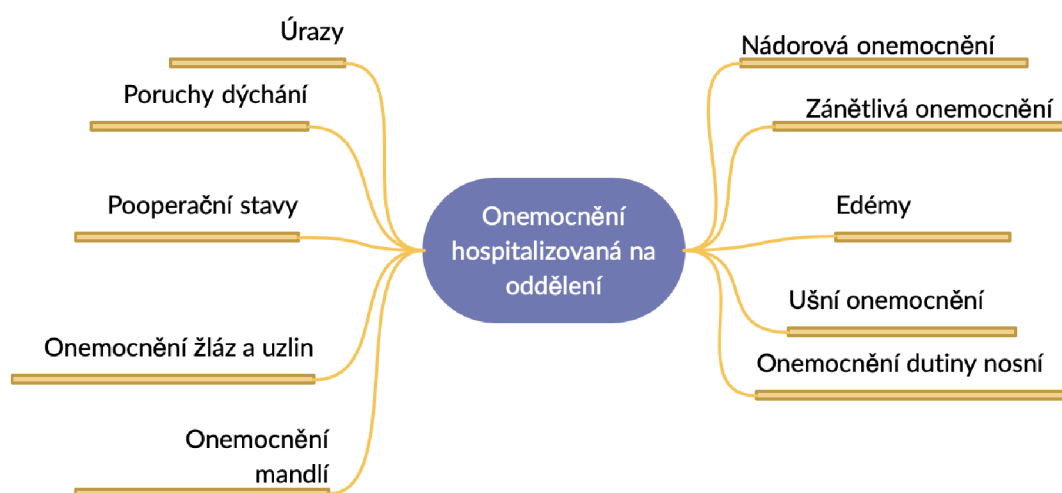 Úrazy
Poruchy dýchání
Pooperační stavy
Onemocnění žláz a uzlin
Onemocnění
mandlí
Onemocnění
hospitalizovaná na
oddělení
Nádorová onemocnění
Zánětlivá onemocnění
Edémy
Ušní onemocnění
Onemocnění dutiny nosní